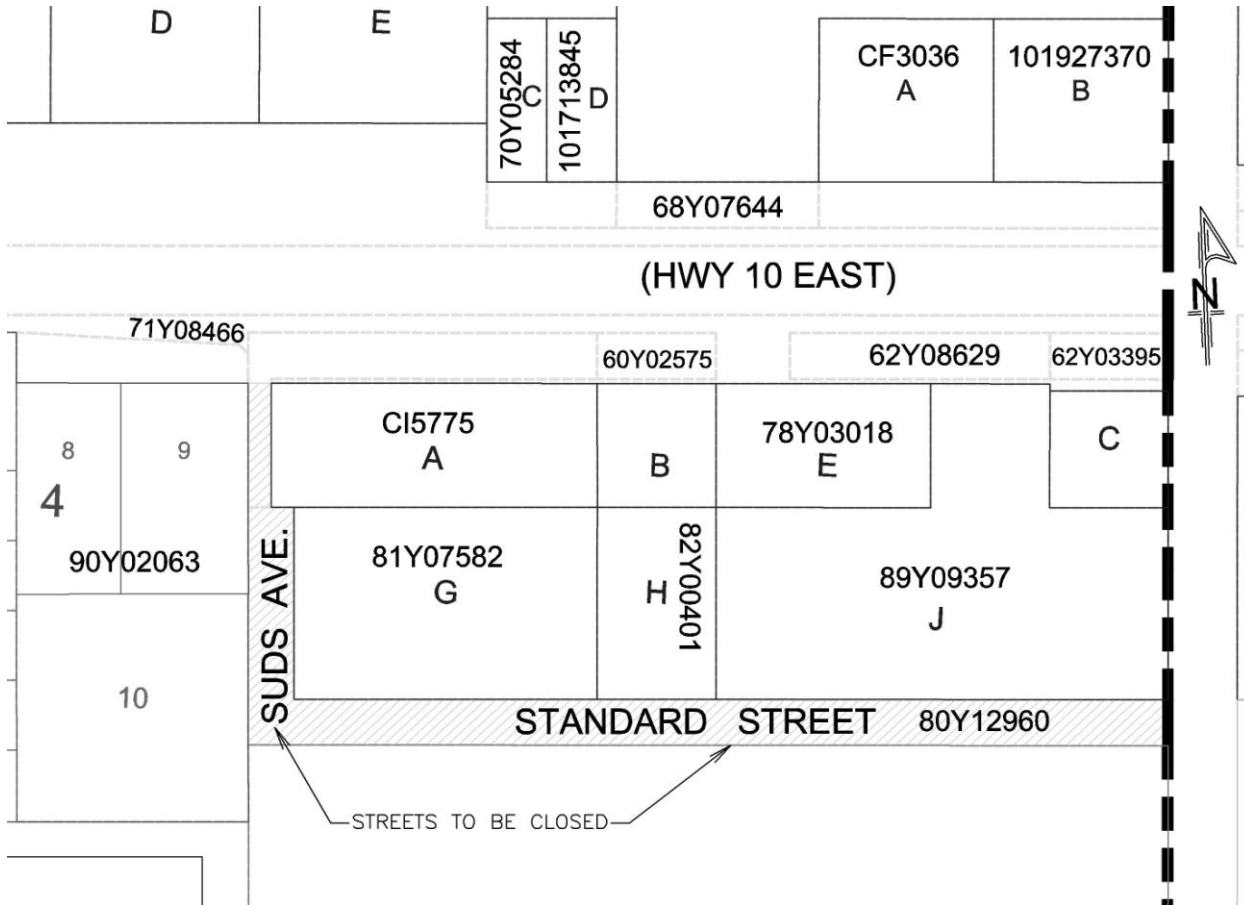 D
E
70Y05284
C
101713845
D
CF3036
A
101927370
B
68Y07644
(HWY 10 EAST)
N
71Y08466
60Y02575
62Y08629
62Y03395
8
9
4
90Y02063
10
CI5775
A
B
78Y03018
E
C
SUDS AVE.
81Y07582
G
H
82Y00401
89Y09357
J
STANDARD STREET 80Y12960
STREETS TO BE CLOSED